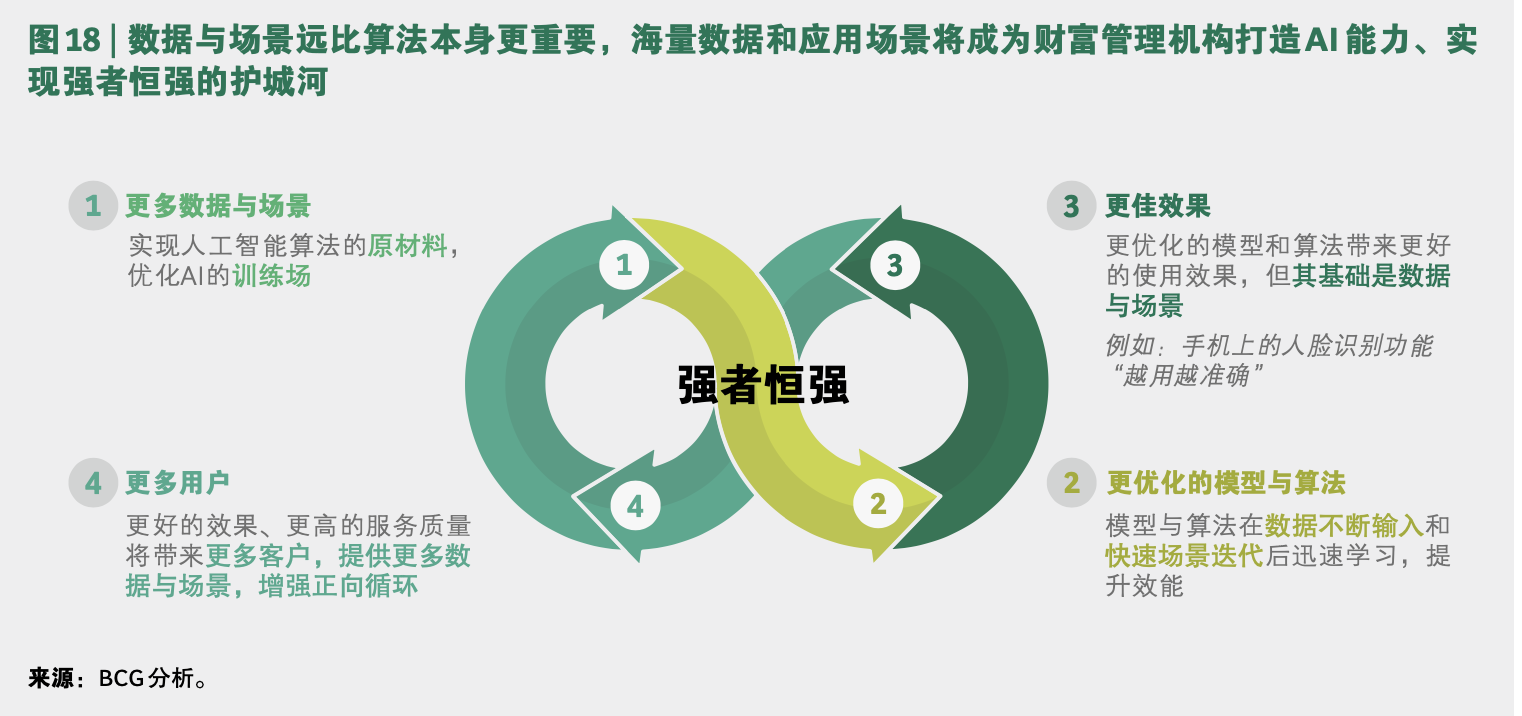 图18 | 数据与场景远比算法本身更重要，海量数据和应用场景将成为财富管理机构打造AI能力、实
现强者恒强的护城河
1 更多数据与场景
实现人工智能算法的原材料，
优化AI的训练场
3 更佳效果
更优化的模型和算法带来更好
的使用效果，但其基础是数据
与场景
例如：手机上的人脸识别功能
“越用越准确”
1
3
强者恒强
4
2
4 更多用户
更好的效果、更高的服务质量
将带来更多客户，提供更多数
据与场景，增强正向循环
2 更优化的模型与算法
模型与算法在数据不断输入和
快速场景迭代后迅速学习，提
升效能
来源：BCG分析。